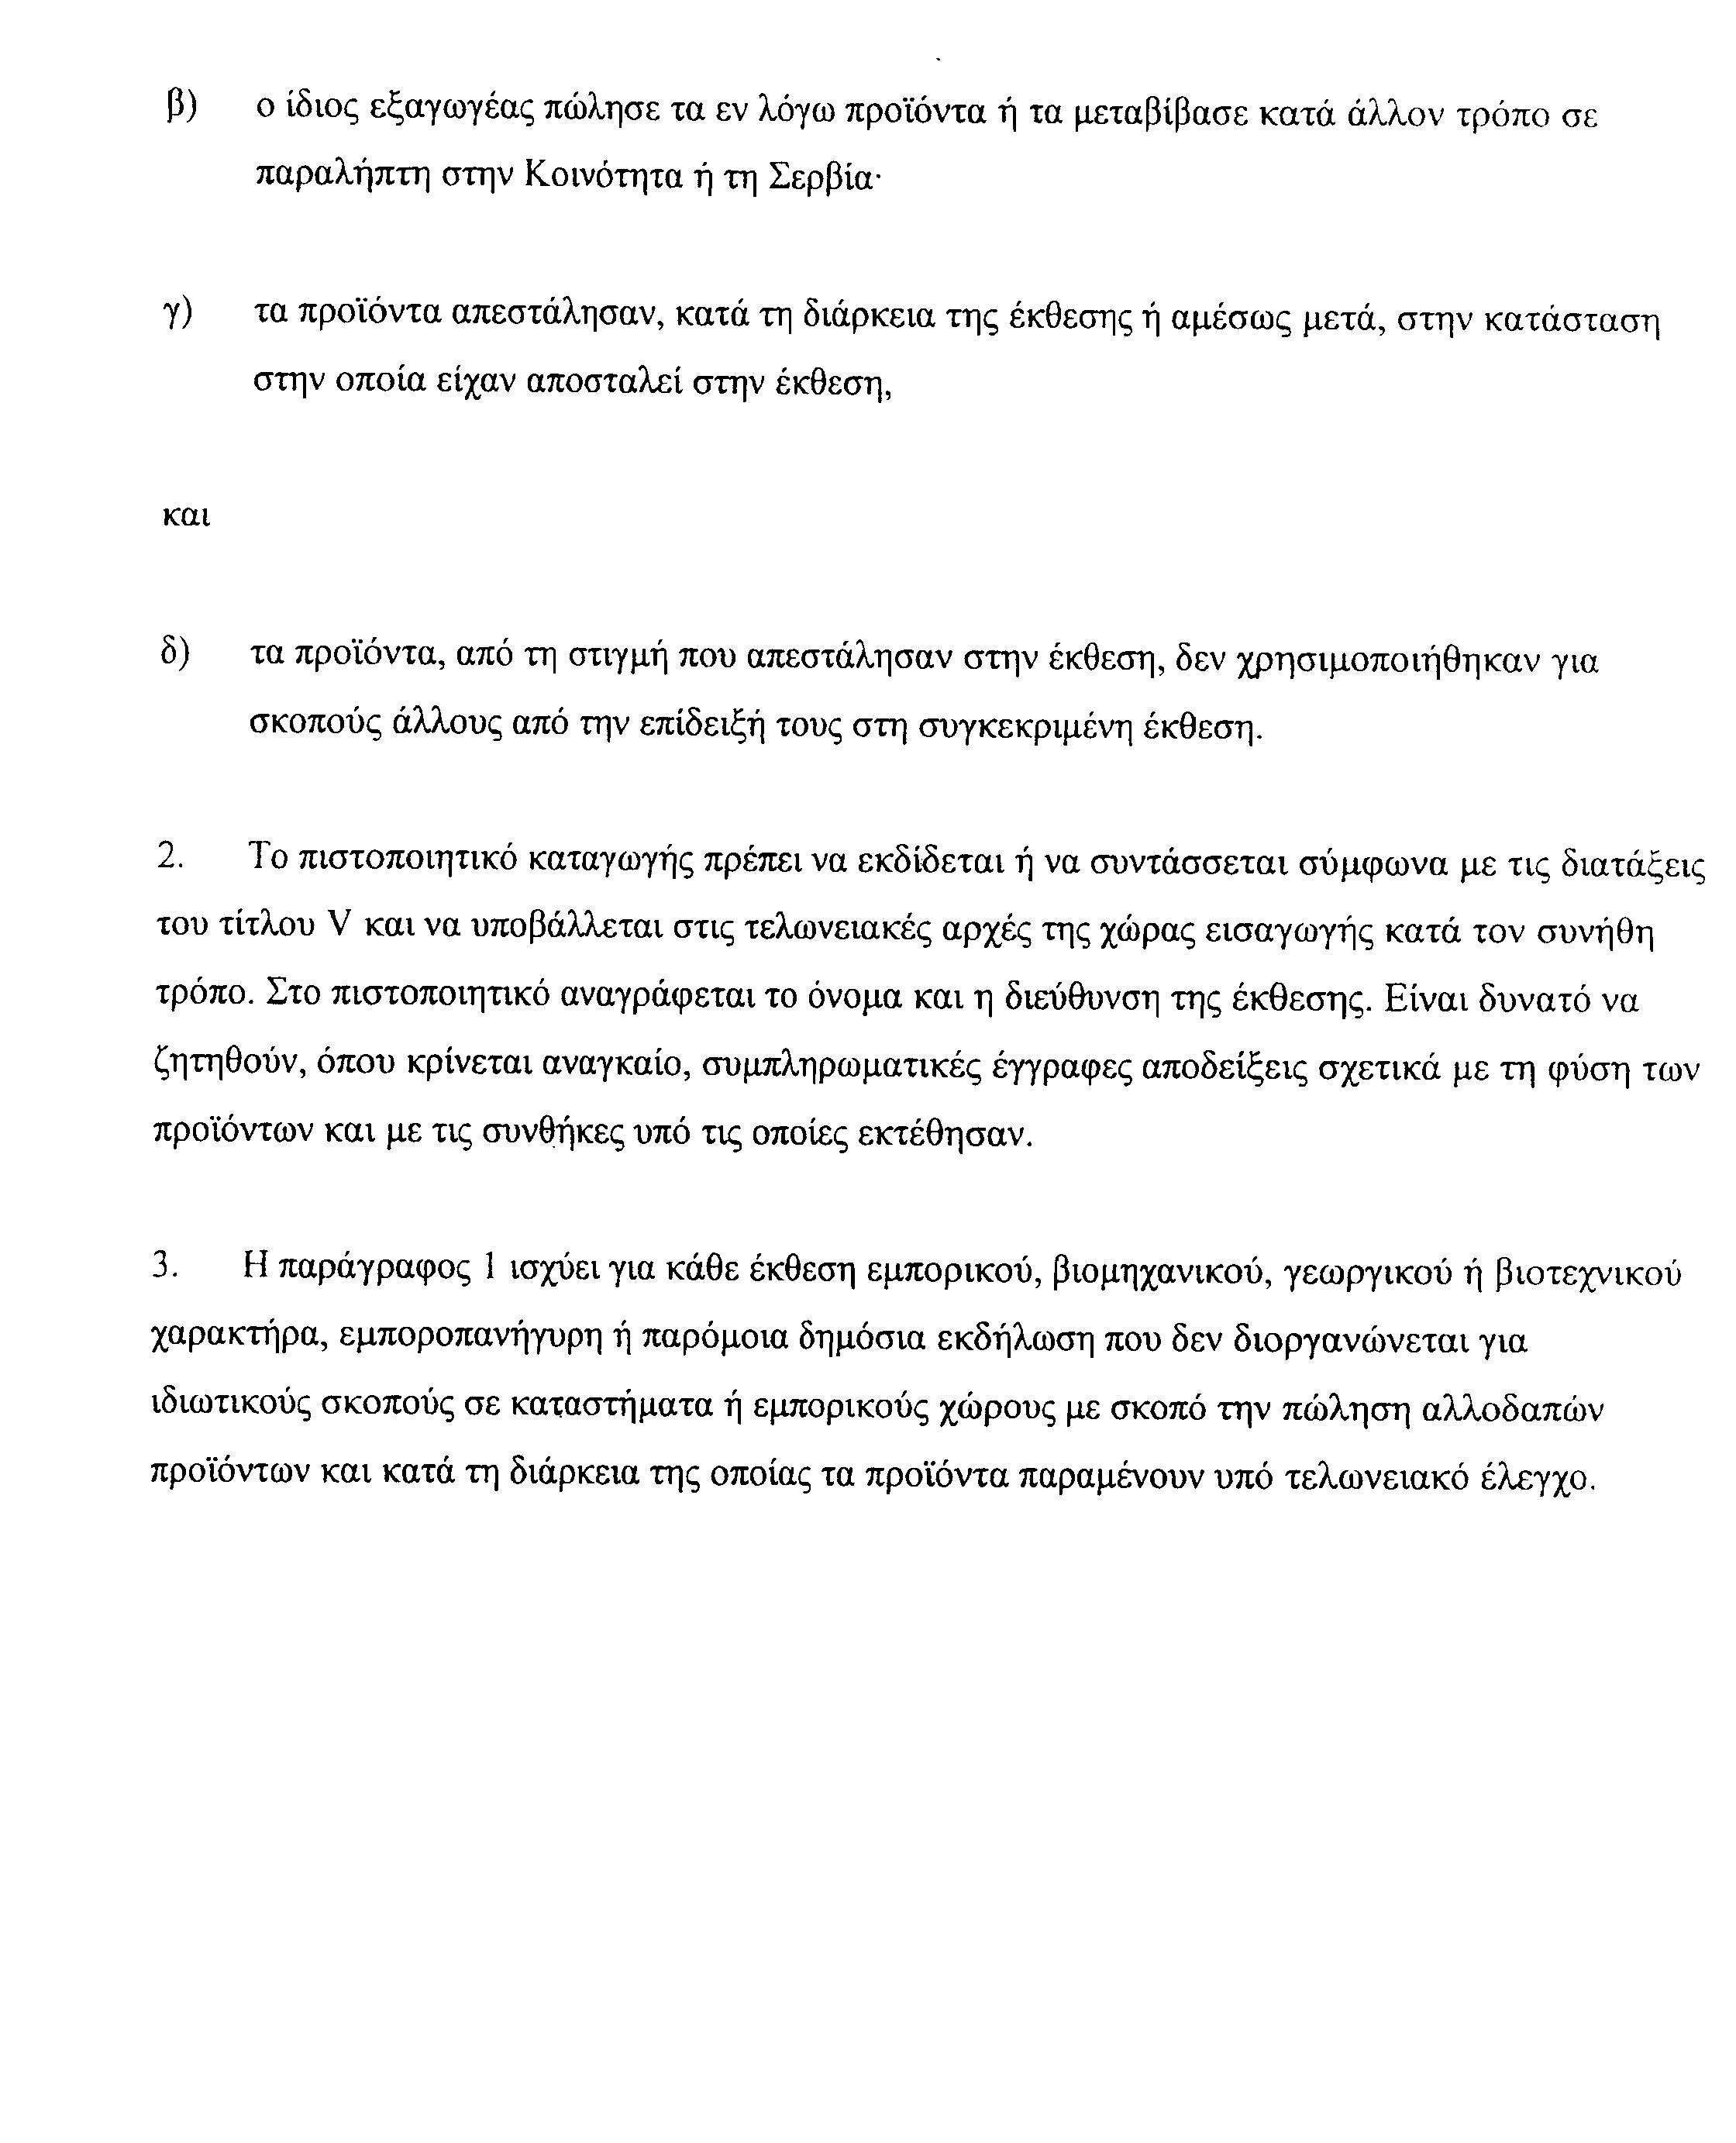 β) ο ίδιος εξαγωγέας πώλησε τα εν λόγω προϊόντα ή τα μεταβίβασε κατά άλλον τρόπο σε
παραλήπτη στην Κοινότητα ή τη Σερβία·
γ) τα προϊόντα απεστάλησαν, κατά τη διάρκεια της έκθεσης ή αμέσως μετά, στην κατάσταση
στην οποία είχαν αποσταλεί στην έκθεση,
και
δ) τα προϊόντα, από τη στιγμή που απεστάλησαν στην έκθεση, δεν χρησιμοποιήθηκαν για
σκοπούς άλλους από την επίδειξή τους στη συγκεκριμένη έκθεση.
2. Το πιστοποιητικό καταγωγής πρέπει να εκδίδεται ή να συντάσσεται σύμφωνα με τις διατάξεις
του τίτλου V και να υποβάλλεται στις τελωνειακές αρχές της χώρας εισαγωγής κατά τον συνήθη
τρόπο. Στο πιστοποιητικό αναγράφεται το όνομα και η διεύθυνση της έκθεσης. Είναι δυνατό να
ζητηθούν, όπου κρίνεται αναγκαίο, συμπληρωματικές έγγραφες αποδείξεις σχετικά με τη φύση των
προϊόντων και με τις συνθήκες υπό τις οποίες εκτέθησαν.
3. Η παράγραφος 1 ισχύει για κάθε έκθεση εμπορικού, βιομηχανικού, γεωργικού ή βιοτεχνικού
χαρακτήρα, εμποροπανήγυρη ή παρόμοια δημόσια εκδήλωση που δεν διοργανώνεται για
ιδιωτικούς σκοπούς σε καταστήματα ή εμπορικούς χώρους με σκοπό την πώληση αλλοδαπών
προϊόντων και κατά τη διάρκεια της οποίας τα προϊόντα παραμένουν υπό τελωνειακό έλεγχο.